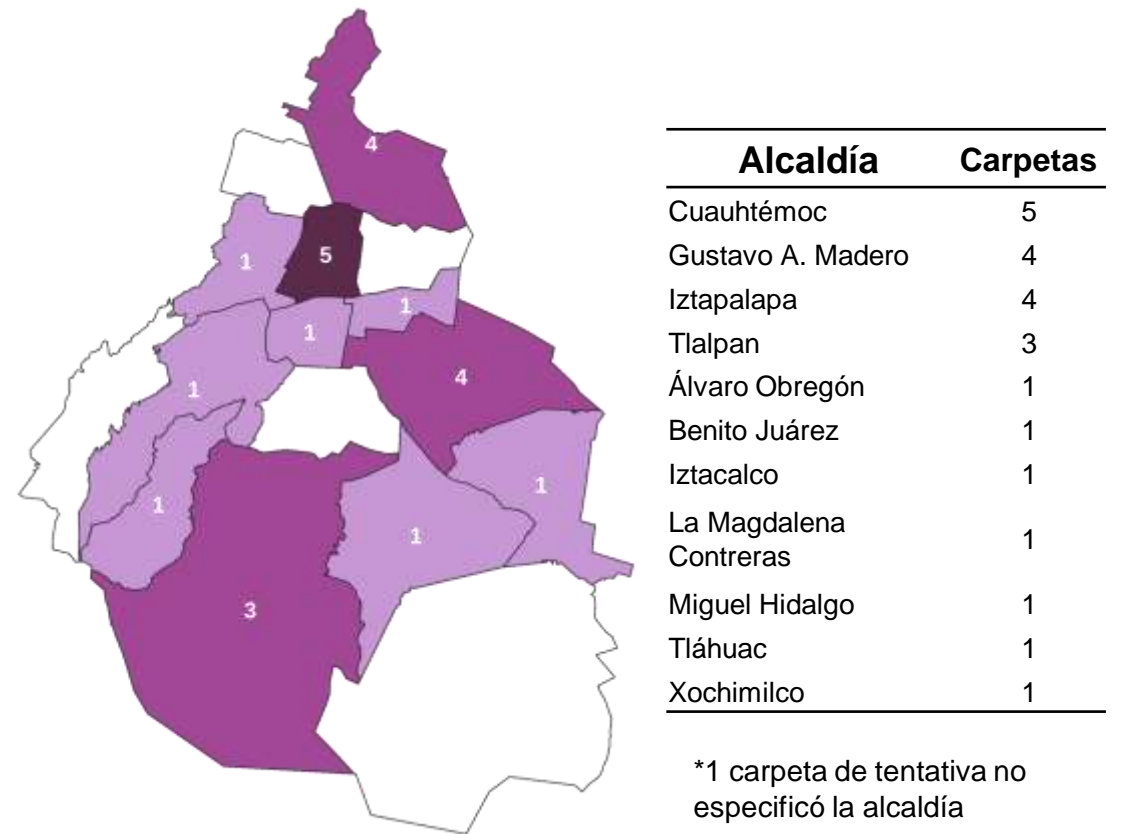 4
1
5
1
1
1
4
1
1
1
3
Alcaldía Carpetas
Cuauhtémoc 5
Gustavo A. Madero 4
Iztapalapa 4
Tlalpan 3
Álvaro Obregón 1
Benito Juárez 1
Iztacalco 1
La Magdalena
Contreras 1
Miguel Hidalgo 1
Tláhuac 1
Xochimilco 1
*1 carpeta de tentativa no
especificó la alcaldía